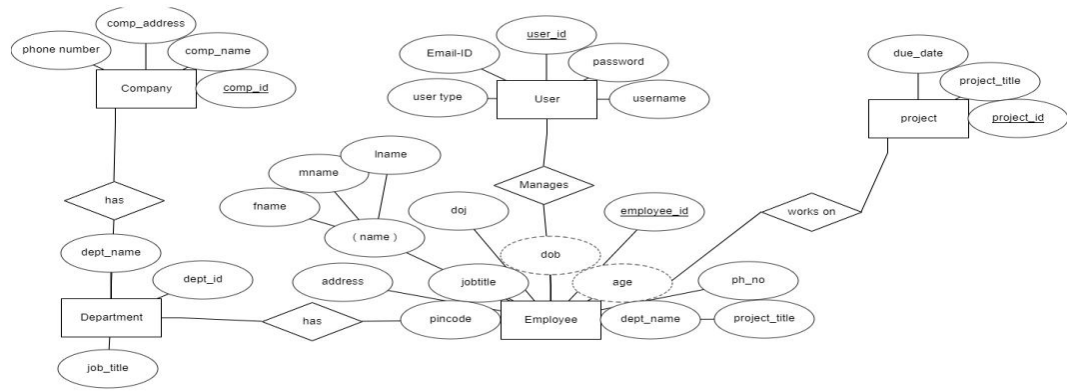 comp_address
phone number
comp_name
Company
comp_id
user_id
Email-ID
password
user type
User
username
due_date
project_title
project
project_id
lname
mname
fname
( name )
doj
Manages
employee_id
works on
has
dept_name
dept_id
dob
address
jobtitle
age
ph_no
Department
has
pincode
Employee
dept_name
project_title
job_title